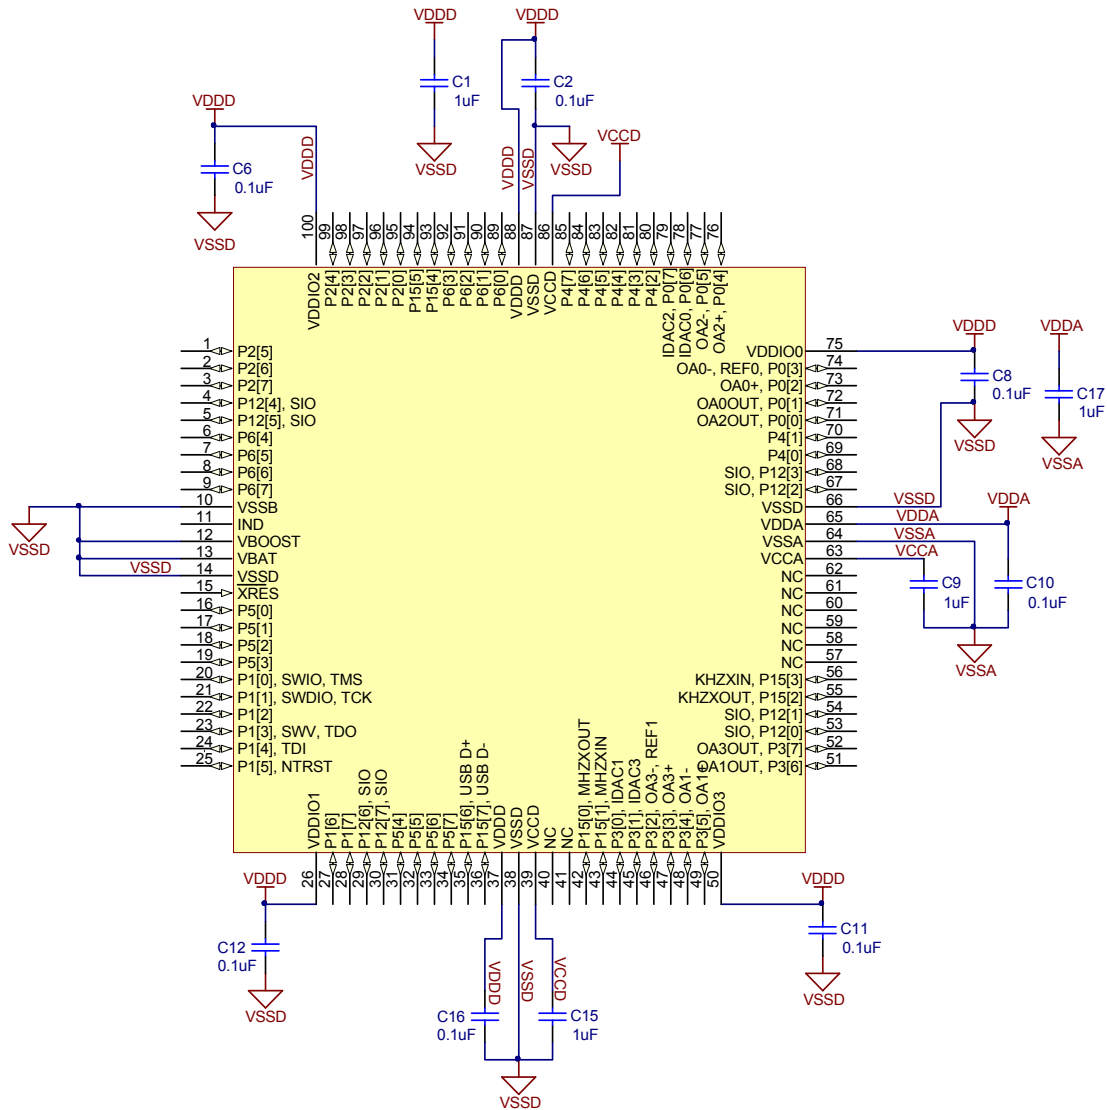 VDDD
VDDD
C1
1uF
C2
0.1uF
VDDD
VSSD
VSSD
VCCD
C6
0.1uF
VSSD
VDDD
VDDD
VSSD
100
99
98
97
96
95
94
93
92
91
90
89
88
87
86
85
84
83
82
81
80
79
78
77
76
VDDIO2
P2[4]
P2[3]
P2[2]
P2[1]
P2[0]
P15[5]
P15[4]
P6[3]
P6[2]
P6[1]
P6[0]
VDDD
VSSD
VCCD
P4[7]
P4[6]
P4[5]
P4[4]
P4[3]
P4[2]
IDAC2, P0[7]
IDAC0, P0[6]
OA2-, P0[5]
OA2+, P0[4]
1 P2[5]
2 P2[6]
3 P2[7]
4 P12[4], SIO
5 P12[5], SIO
6 P6[4]
7 P6[5]
8 P6[6]
9 P6[7]
10 VSSB
11 IND
12 VBOOST
13 VBAT
VSSD 14 VSSD
15 XRES
16 P5[0]
17 P5[1]
18 P5[2]
19 P5[3]
20 P1[0], SWIO, TMS
21 P1[1], SWDIO, TCK
22 P1[2]
23 P1[3], SWV, TDO
24 P1[4], TDI
25 P1[5], NTRST
VSSD
VDDIO0 75
OA0-, REF0, P0[3] 74
OA0+, P0[2] 73
OA0OUT, P0[1] 72
OA2OUT, P0[0] 71
P4[1] 70
P4[0] 69
SIO, P12[3] 68
SIO, P12[2] 67
VSSD 66 VSSD
VDDA 65 VDDA
VSSA 64 VSSA
VCCA 63 VCCA
NC 62
NC 61
NC 60
NC 59
NC 58
NC 57
KHZXIN, P15[3] 56
KHZXOUT, P15[2] 55
SIO, P12[1] 54
SIO, P12[0] 53
OA3OUT, P3[7] 52
OA1OUT, P3[6] 51
VDDD
C8
0.1uF
VSSD
VDDA
C17
1uF
VSSA
VDDA
C9
1uF
C10
0.1uF
VSSA
VDDIO1
P1[6]
P1[7]
P12[6], SIO
P12[7], SIO
P5[4]
P5[5]
P5[6]
P5[7]
P15[6], USB D+
P15[7], USB D-
VDDD
VSSD
VCCD
NC
NC
P15[0], MHZXOUT
P15[1], MHZXIN
P3[0], IDAC1
P3[1], IDAC3
P3[2], OA3-, REF1
P3[3], OA3+
P3[4], OA1-
P3[5], OA1+
VDDIO3
26
27
28
29
30
31
32
33
34
35
36
37
38
39
40
41
42
43
44
45
46
47
48
49
50
VDDD
C12
0.1uF
VSSD
VDDD
VSSD
VCCD
C16
0.1uF
C15
1uF
VSSD
VDDD
C11
0.1uF
VSSD